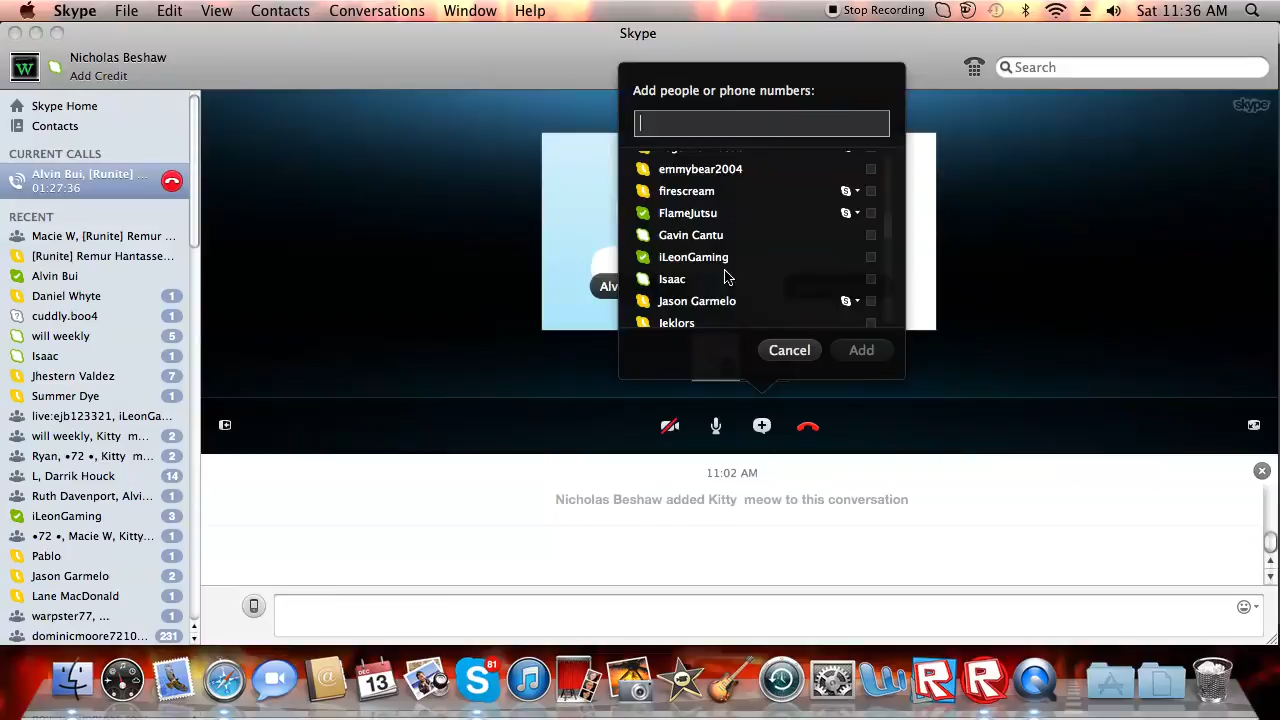 Skype File Edit View Contacts Conversations Window Help Stop Recording Sat 11:36 AM
Skype
Nicholas Beshaw
Add Credit
Search
Skype Home
Contacts
CURRENT CALLS
Alvin Bui, [Runite] ...
01:27:36
RECENT
Macie W, [Runite] Remur ...
[Runite] Remur Hantasse...
Alvin Bui
Daniel Whyte 1
cuddly.boo4 1
will weekly 5
Isaac 1
Jhestern Valdez 7
Summer Dye 1
live:ejb123321, iLeonGa...
will weekly, Kitty m... 2
Ryan, •72 •, Kitty m... 2
L, Darrik Houck 14
Ruth Davenport, Alvi... 1
iLeonGaming 3
•72 •, Macie W, Kitty... 1
Pablo 1
Jason Garmelo 2
Lane MacDonald 1
warpster77, ... 1
dominicmoore7210... 231
skype
Add people or phone numbers:
emmybear2004
firescream
FlameJutsu
Gavin Cantu
iLeonGaming
Isaac
Jason Garmelo
Jeklors
Cancel Add
Alv
11:02 AM
Nicholas Beshaw added Kitty meow to this conversation
DEC
13
81